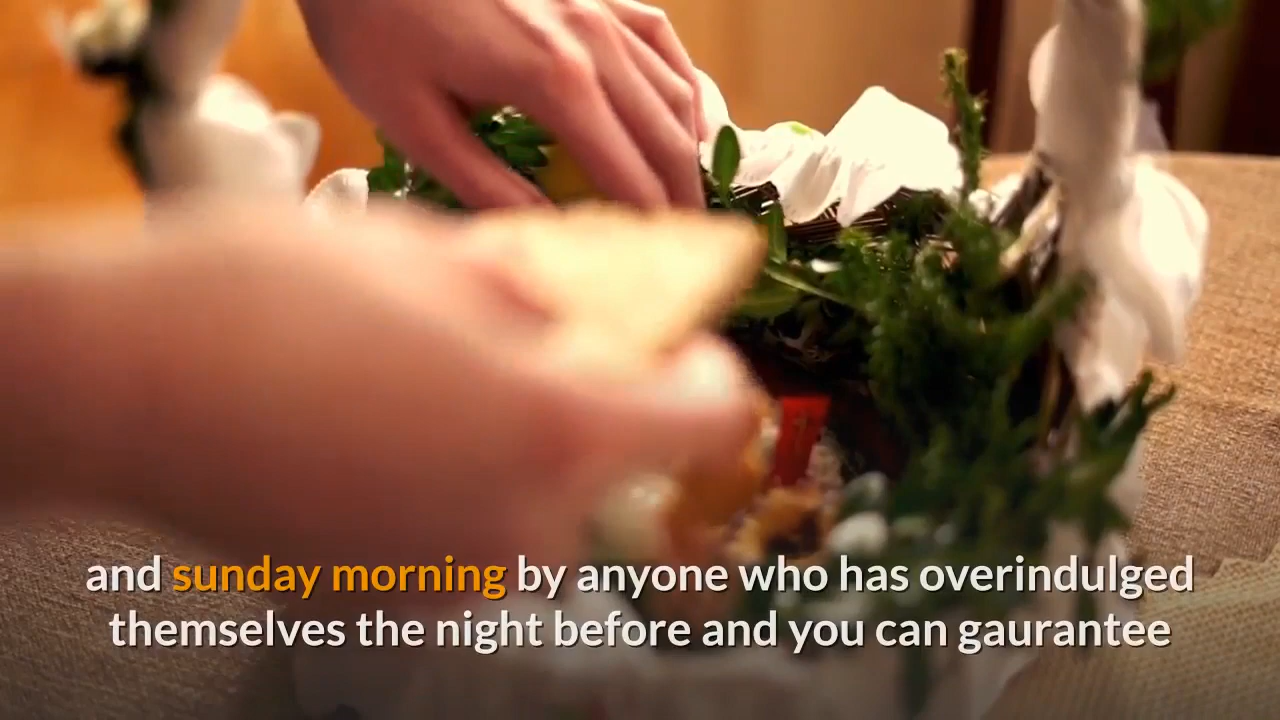 and sunday morning by anyone who has overindulged
themselves the night before and you can gaurantee